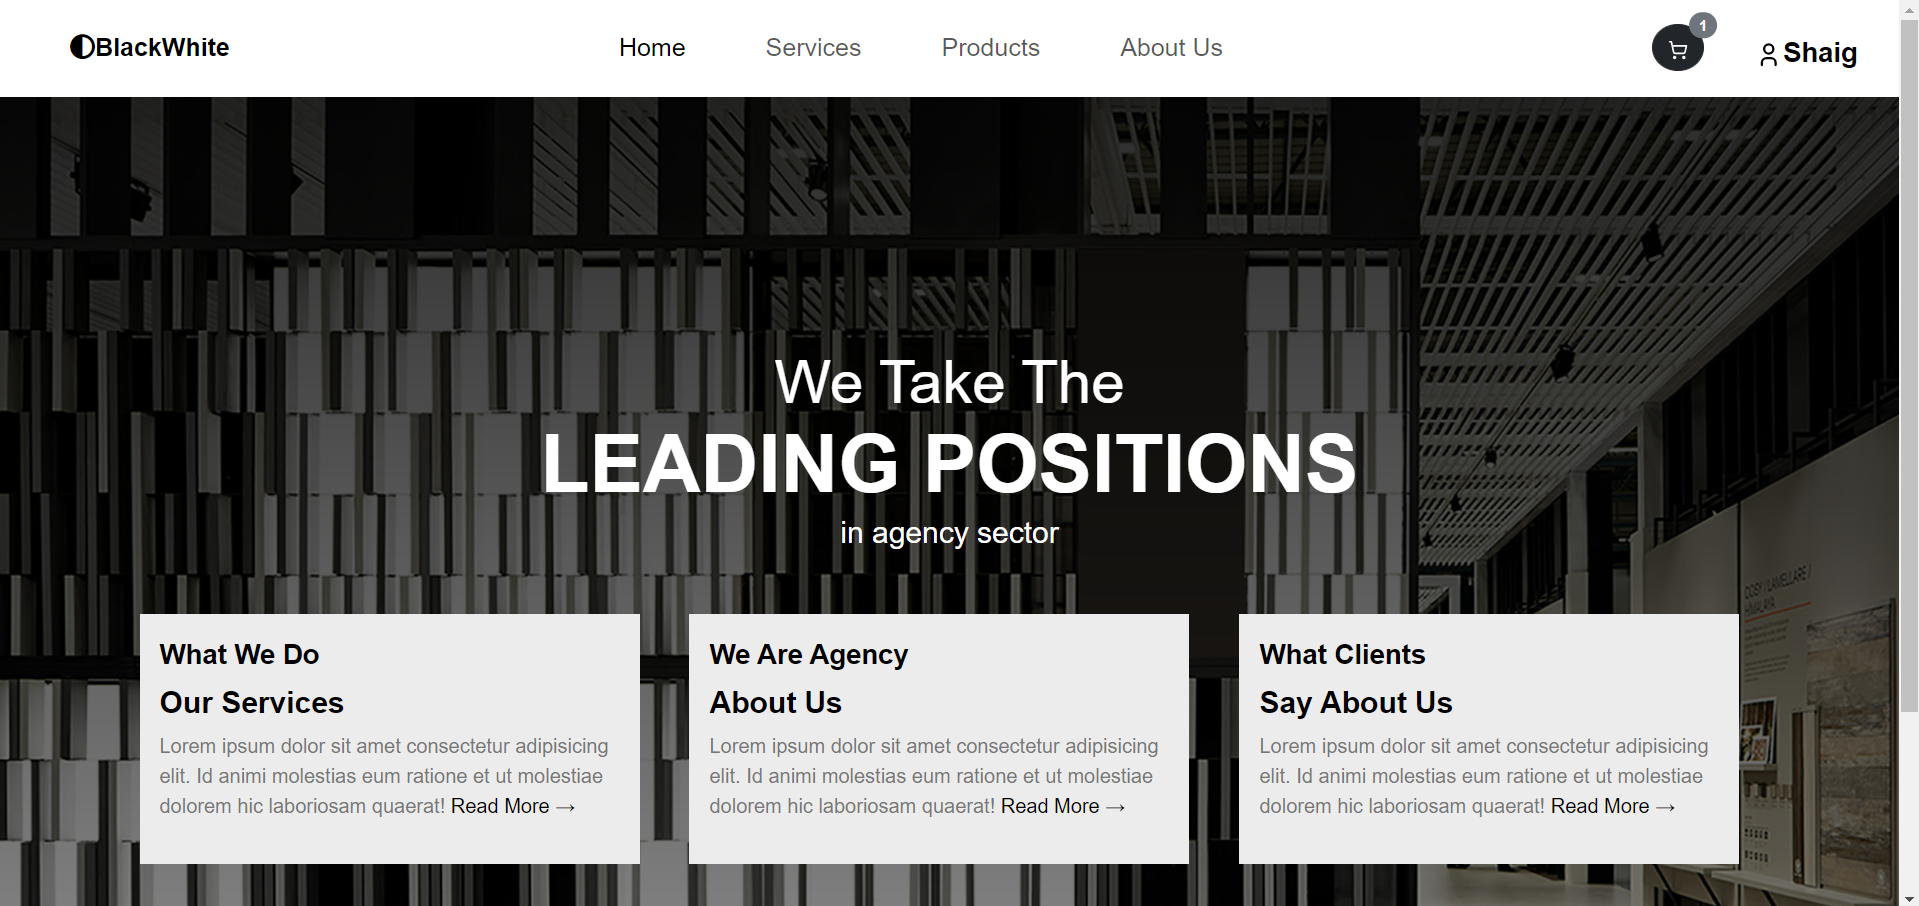 BlackWhite
Home Services Products About Us
1
Shaig
We Take The
LEADING POSITIONS
in agency sector
What We Do
Our Services
Lorem ipsum dolor sit amet consectetur adipisicing
elit. Id animi molestias eum ratione et ut molestiae
dolorem hic laboriosam quaerat! Read More →
We Are Agency
About Us
Lorem ipsum dolor sit amet consectetur adipisicing
elit. Id animi molestias eum ratione et ut molestiae
dolorem hic laboriosam quaerat! Read More →
What Clients
Say About Us
Lorem ipsum dolor sit amet consectetur adipisicing
elit. Id animi molestias eum ratione et ut molestiae
dolorem hic laboriosam quaerat! Read More →
COSY / LAMELLARE /
HIMALAYA